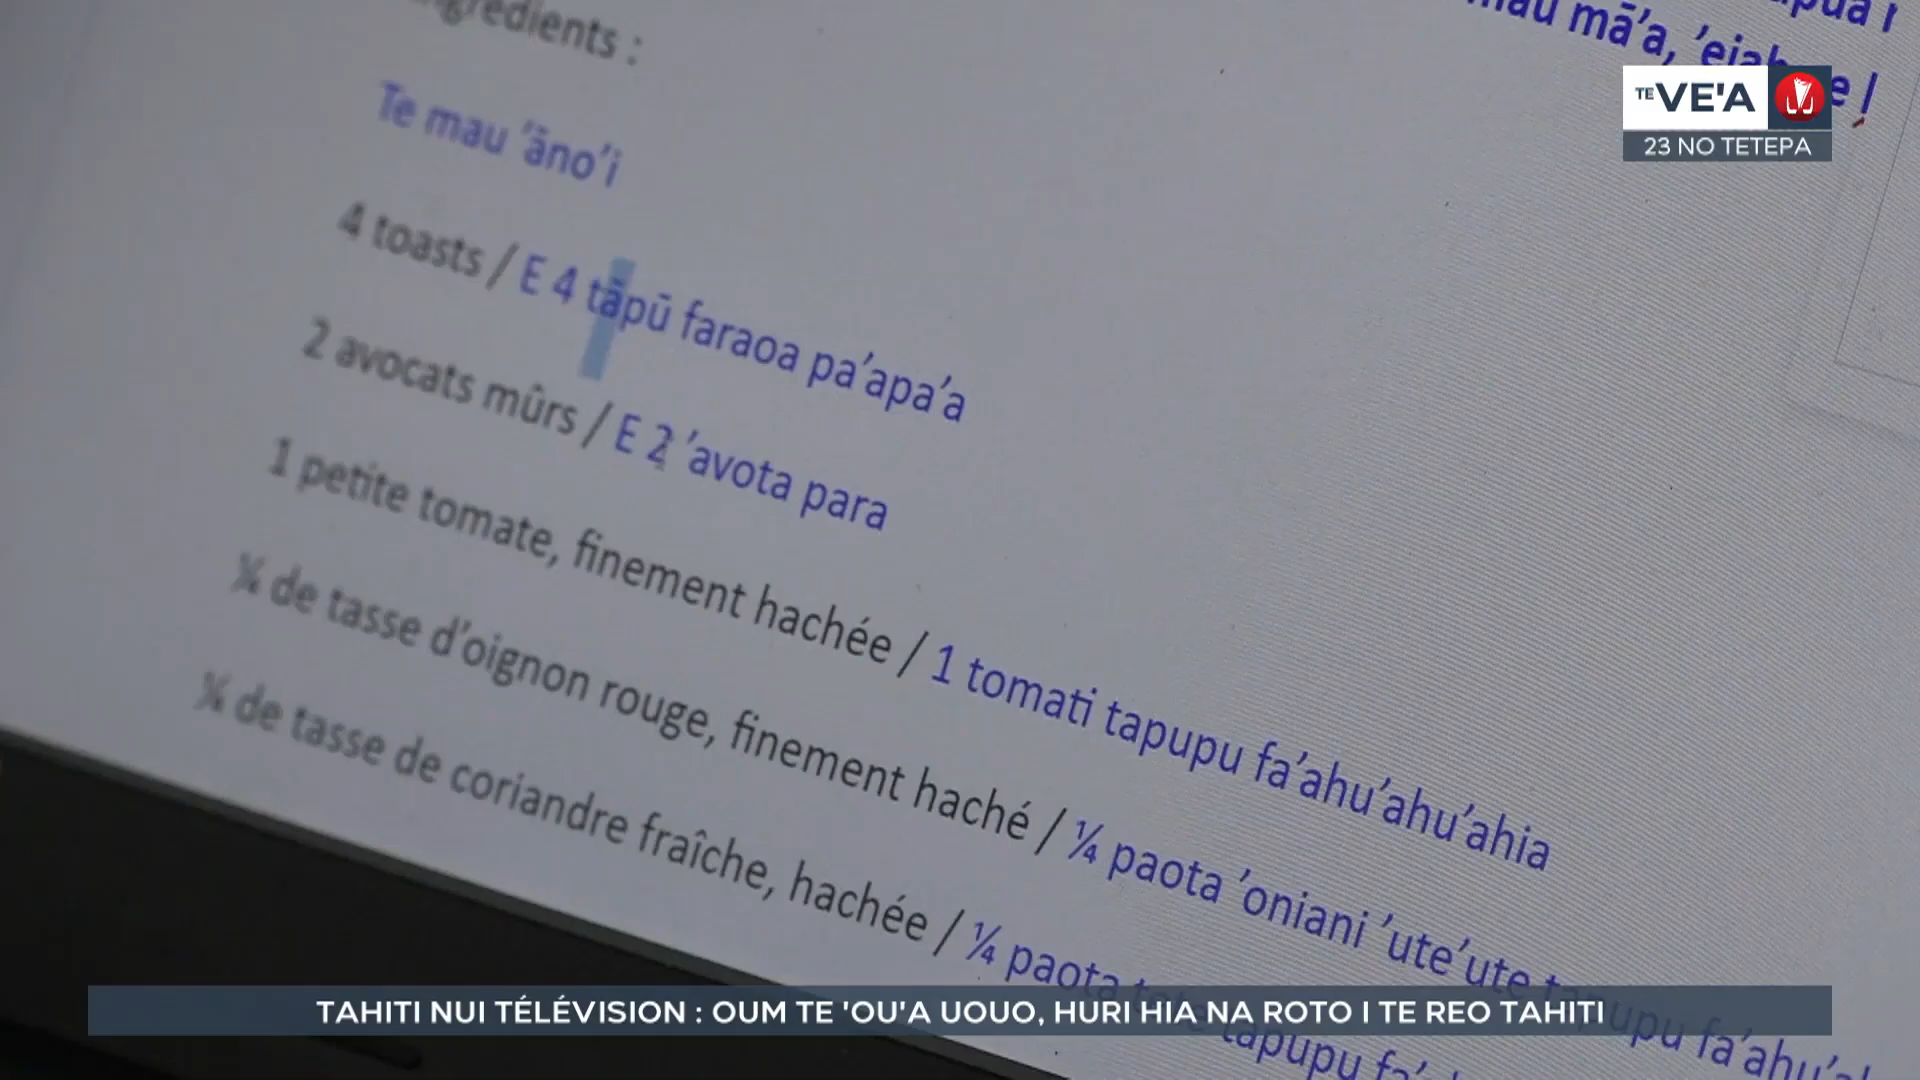 mau mā’a,
TE VE'A
23 NO TETEPA
ingrédients :
Te mau ’āno’i
4 toasts / E 4 tāpū faraoa pa’apa’a
2 avocats mûrs / E 2 ’avota para
1 petite tomate, finement hachée / 1 tomati tapupu fa’ahu’ahu’ahia
¼ de tasse d’oignon rouge, finement haché / ¼ paota ’oniani ’ute’ute tapupu
¼ de tasse de coriandre fraîche, hachée / ¼ paota tapupu
TAHITI NUI TÉLÉVISION : OUM TE 'OU'A UOUO, HURI HIA NA ROTO I TE REO TAHITI